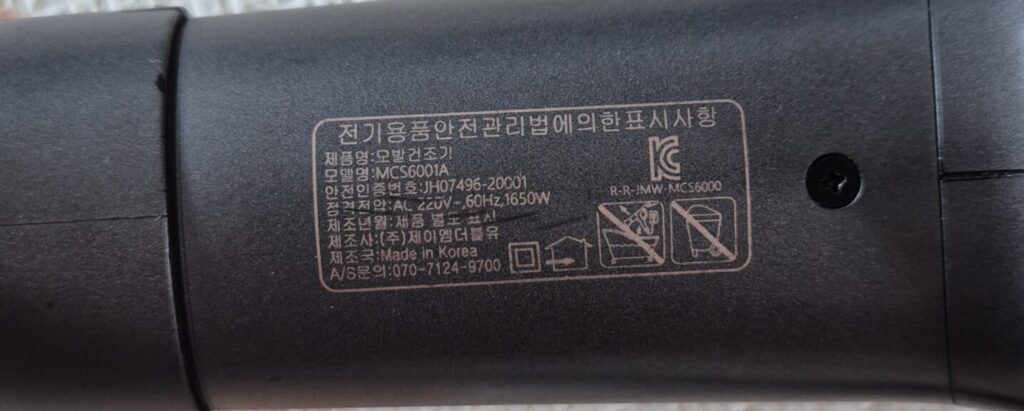 전기용품안전관리법에의한표시사항
제품명:모발건조기
모델명:MCS6001A
안전인증번호:JH07496-20001
정격전압:AC 220V~,60Hz,1650W
제조년월:제품 별도 표시
제조사:(주)제이엠더블유
제조국:Made in Korea
A/S문의:070-7124-9700
R-R-JMW-MCS6000